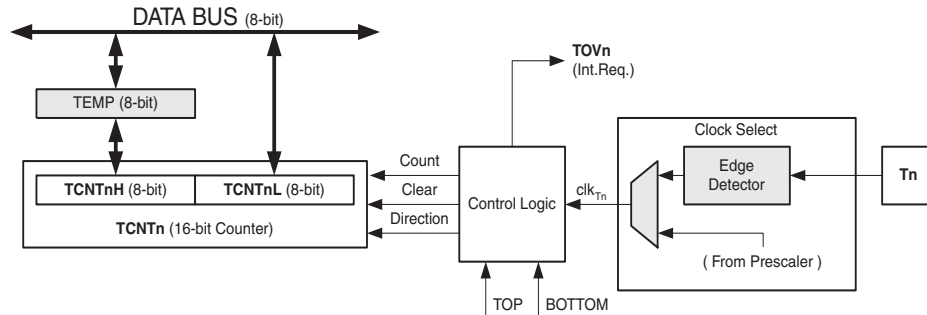 DATA BUS (8-bit)
TOVn
(Int.Req.)
TEMP (8-bit)
Clock Select
Count
Edge
Detector
Tn
TCNTnH (8-bit)
TCNTnL (8-bit)
Clear
Control Logic
clkTn
TCNTn (16-bit Counter)
Direction
( From Prescaler )
TOP
BOTTOM